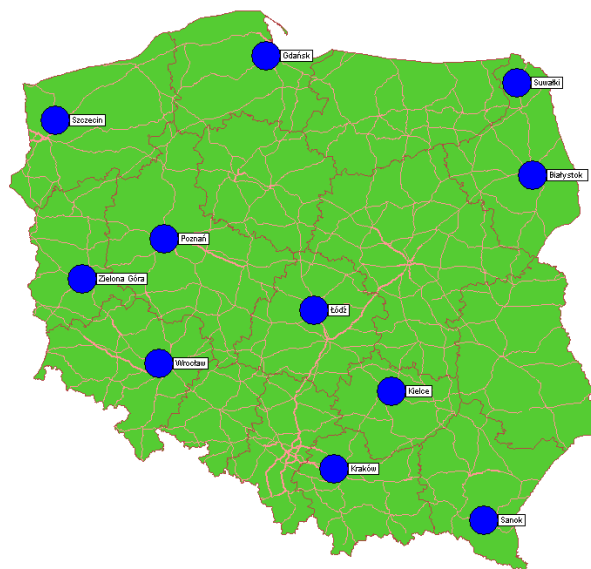 Gdańsk
Suwałki
Szczecin
Białystok
Poznań
Zielona Góra
Łódź
Wrocław
Kielce
Kraków
Sanok